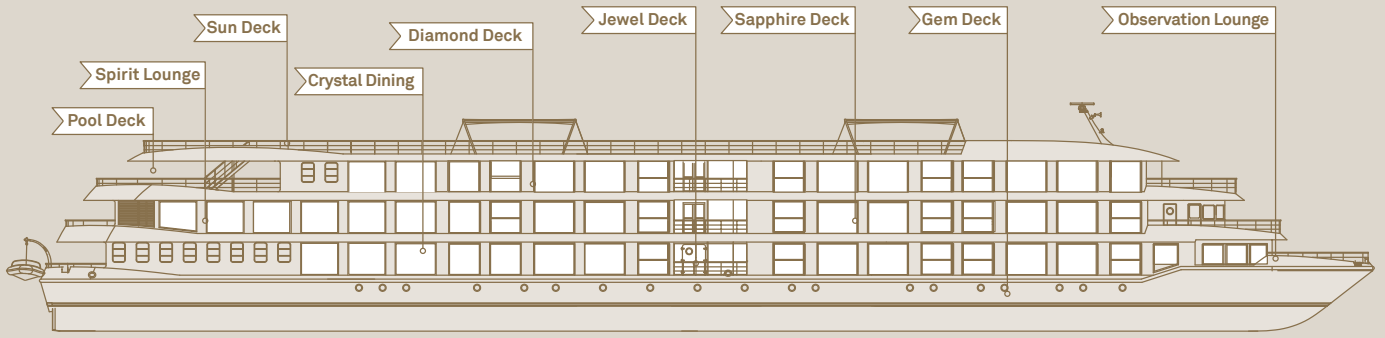 Pool Deck
Spirit Lounge
Sun Deck
Crystal Dining
Diamond Deck
Jewel Deck
Sapphire Deck
Gem Deck
Observation Lounge